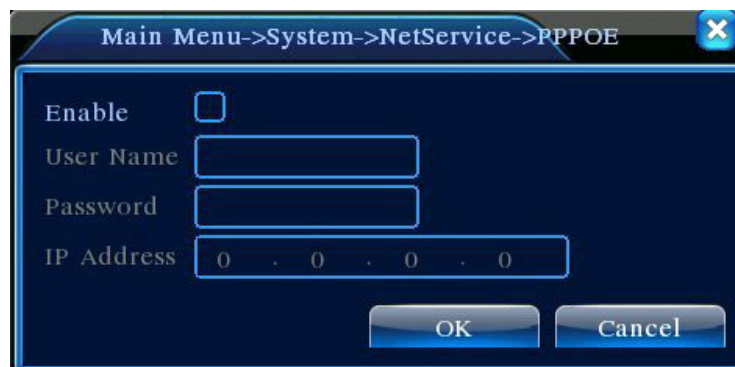 Main Menu->System->NetService->PPPOE
Enable
User Name
Password
IP Address 0 . 0 . 0 . 0
OK Cancel